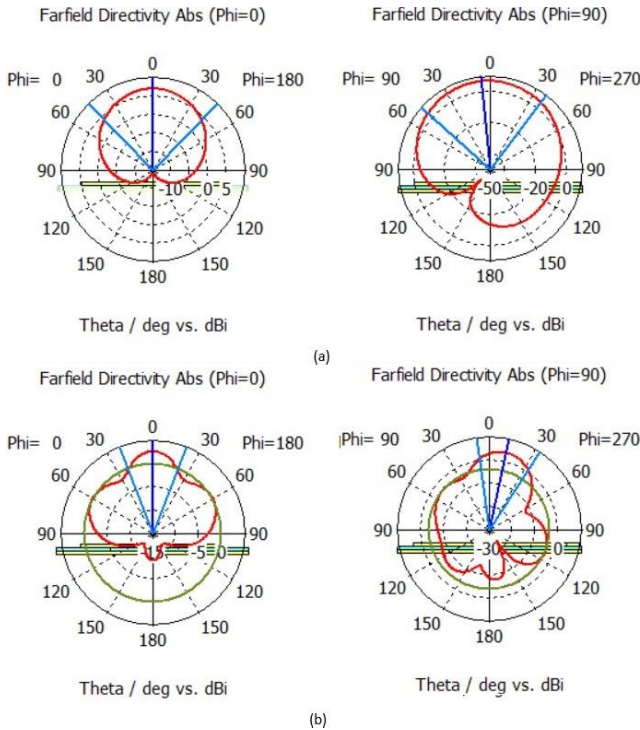 Farfield Directivity Abs (Phi=0)
Phi= 0 30 0 30 Phi=180
60 60
90 90
-10 0 5
120 120
150 180 150
Theta / deg vs. dBi
Farfield Directivity Abs (Phi=90)
Phi= 90 30 0 30 Phi=270
60 60
90 90
-50 -20 0
120 120
150 180 150
Theta / deg vs. dBi
(a)
Farfield Directivity Abs (Phi=0)
Phi= 0 30 0 30 Phi=180
60 60
90 90
-15 -5 0
120 120
150 180 150
Theta / deg vs. dBi
Farfield Directivity Abs (Phi=90)
Phi= 90 30 0 30 Phi=270
60 60
90 90
-30 0
120 120
150 180 150
Theta / deg vs. dBi
(b)